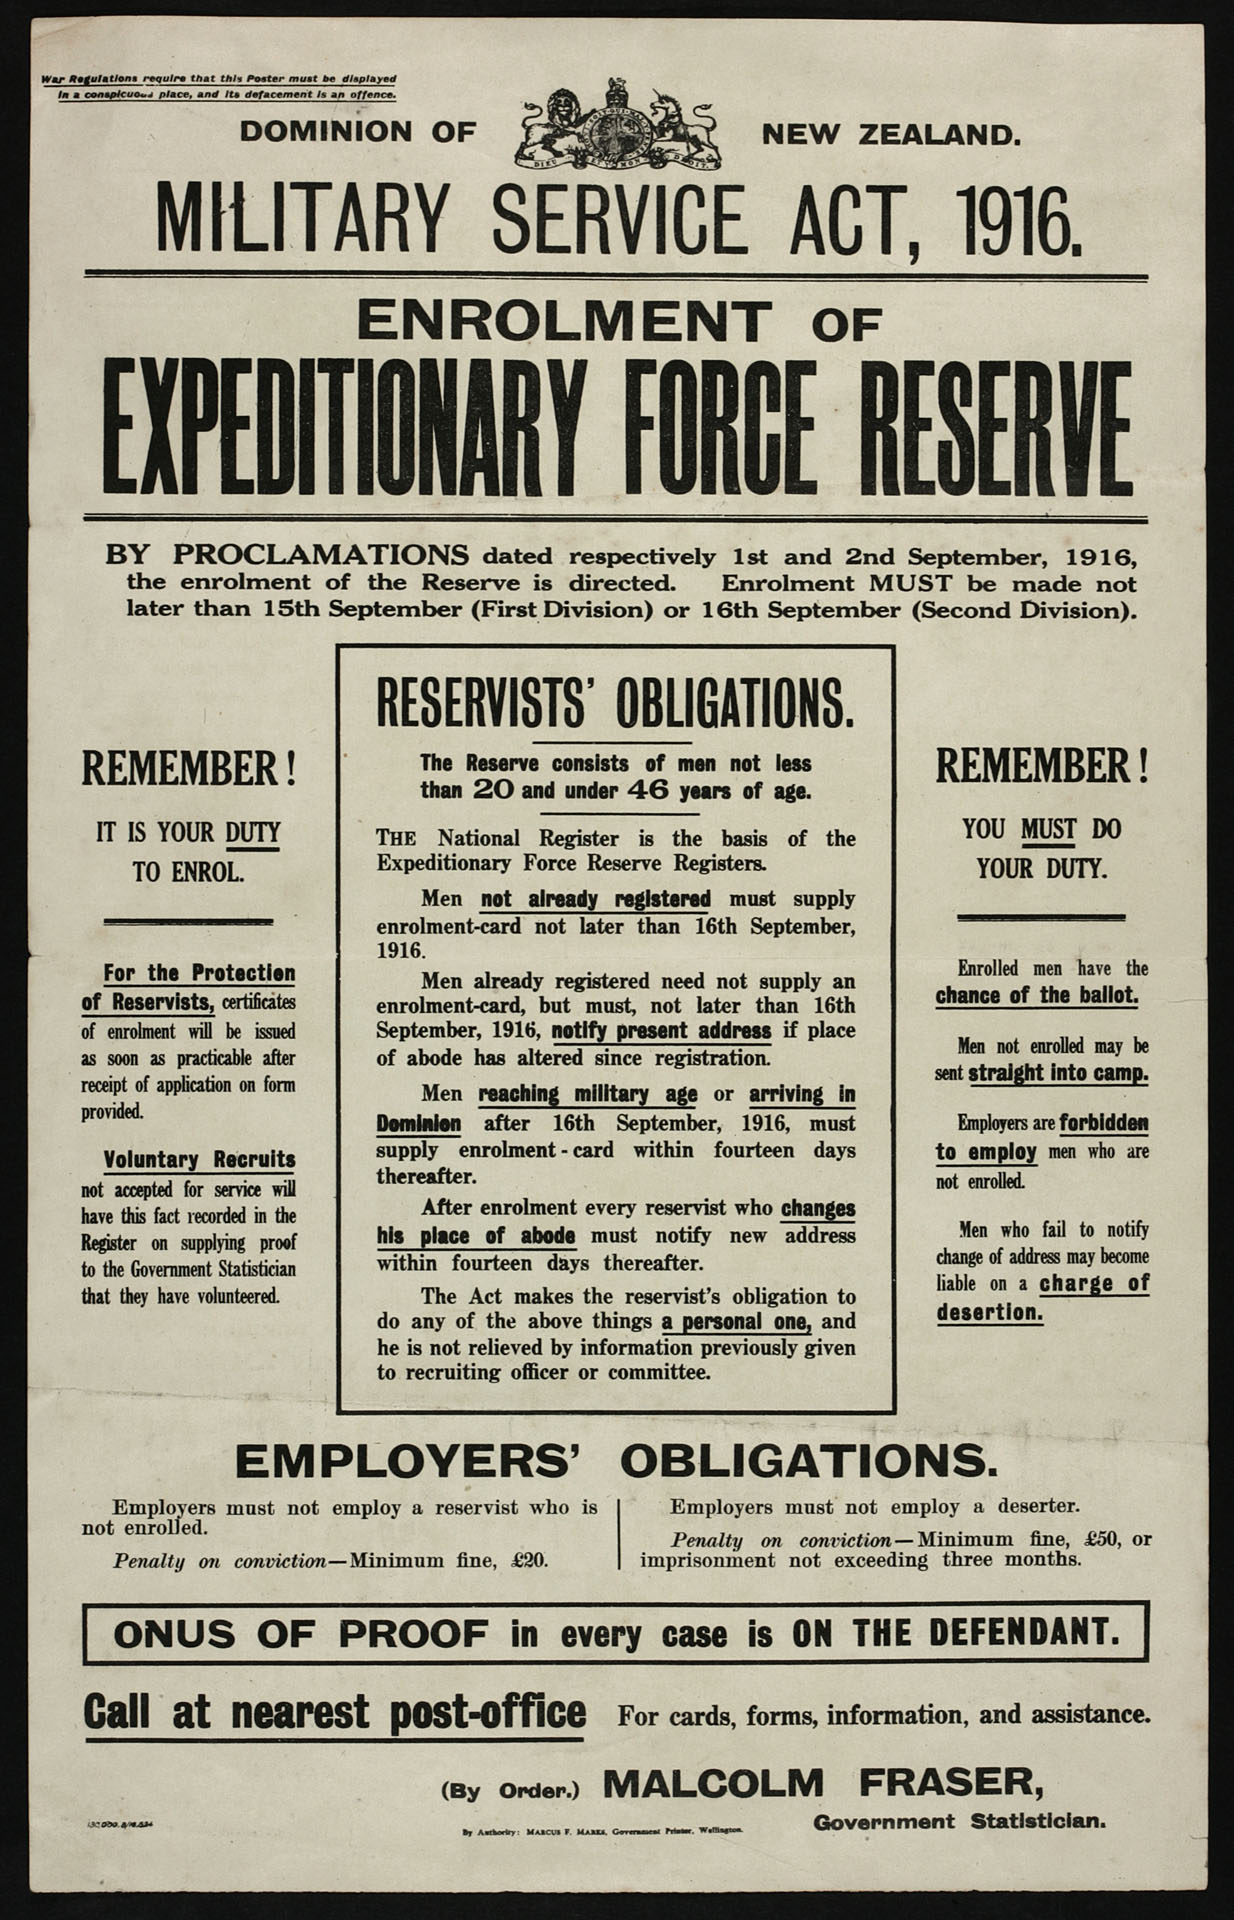 War Regulations require that this Poster must be displayed
in a conspicuous place, and its defacement is an offence.
DOMINION OF NEW ZEALAND.
DIEU ET MON DROIT.
MILITARY SERVICE ACT, 1916.
ENROLMENT OF
EXPEDITIONARY FORCE RESERVE
BY PROCLAMATIONS dated respectively 1st and 2nd September, 1916,
the enrolment of the Reserve is directed. Enrolment MUST be made not
later than 15th September (First Division) or 16th September (Second Division).
REMEMBER!
IT IS YOUR DUTY
TO ENROL.
For the Protection
of Reservists, certificates
of enrolment will be issued
as soon as practicable after
receipt of application on form
provided.
Voluntary Recruits
not accepted for service will
have this fact recorded in the
Register on supplying proof
to the Government Statistician
that they have volunteered.
RESERVISTS' OBLIGATIONS.
The Reserve consists of men not less
than 20 and under 46 years of age.
THE National Register is the basis of the
Expeditionary Force Reserve Registers.
Men not already registered must supply
enrolment-card not later than 16th September,
1916.
Men already registered need not supply an
enrolment-card, but must, not later than 16th
September, 1916, notify present address if place
of abode has altered since registration.
Men reaching military age or arriving in
Dominion after 16th September, 1916, must
supply enrolment-card within fourteen days
thereafter.
After enrolment every reservist who changes
his place of abode must notify new address
within fourteen days thereafter.
The Act makes the reservist's obligation to
do any of the above things a personal one, and
he is not relieved by information previously given
to recruiting officer or committee.
REMEMBER!
YOU MUST DO
YOUR DUTY.
Enrolled men have the
chance of the ballot.
Men not enrolled may be
sent straight into camp.
Employers are forbidden
to employ men who are
not enrolled.
Men who fail to notify
change of address may become
liable on a charge of
desertion.
EMPLOYERS' OBLIGATIONS.
Employers must not employ a reservist who is
not enrolled.
Penalty on conviction—Minimum fine, £20.
Employers must not employ a deserter.
Penalty on conviction—Minimum fine, £50, or
imprisonment not exceeding three months.
ONUS OF PROOF in every case is ON THE DEFENDANT.
Call at nearest post-office For cards, forms, information, and assistance.
(By Order.) MALCOLM FRASER,
Government Statistician.
By Authority: MARCUS F. MARKS, Government Printer, Wellington.